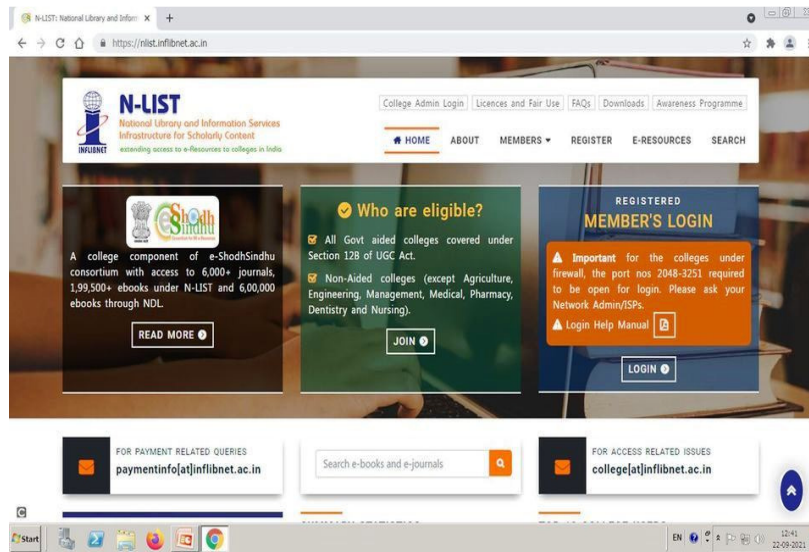 N-LIST: National Library and Inform
https://nlist.inflibnet.ac.in
INFLIBNET
N-LIST
National Library and Information Services
Infrastructure for Scholarly Content
extending access to e-Resources to colleges in India
College Admin Login
Licences and Fair Use
FAQs
Downloads
Awareness Programme
HOME
ABOUT
MEMBERS
REGISTER
E-RESOURCES
SEARCH
e-Shodh
Sindhu
A college component of e-ShodhSindhu
consortium with access to 6,000+ journals,
1,99,500+ ebooks under N-LIST and 6,00,000
ebooks through NDL.
READ MORE
Who are eligible?
All Govt aided colleges covered under
Section 12B of UGC Act.
Non-Aided colleges (except Agriculture,
Engineering, Management, Medical, Pharmacy,
Dentistry and Nursing).
JOIN
REGISTERED
MEMBER'S LOGIN
Important for the colleges under
firewall, the port nos 2048-3251 required
to be open for login. Please ask your
Network Admin/ISPs.
Login Help Manual
LOGIN
FOR PAYMENT RELATED QUERIES
paymentinfo[at]inflibnet.ac.in
Search e-books and e-journals
FOR ACCESS RELATED ISSUES
college[at]inflibnet.ac.in
Start
EN
12:41
22-09-2021